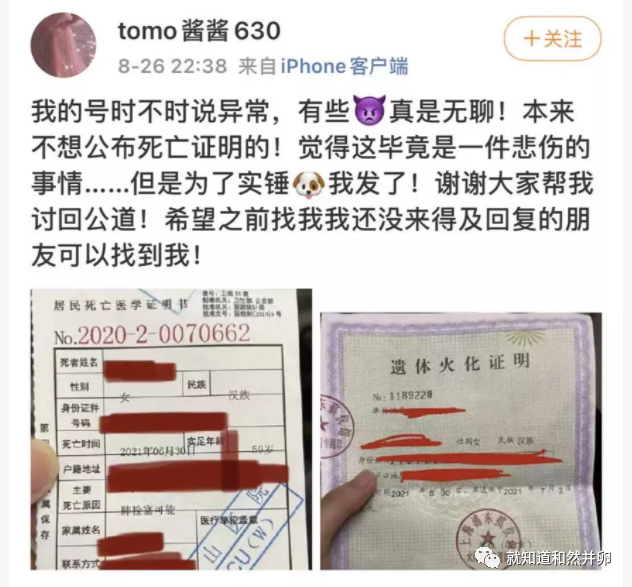 tomo酱酱630
8-26 22:38 来自iPhone客户端
+关注
我的号时不时说异常，有些👿真是无聊！本来
不想公布死亡证明的！觉得这毕竟是一件悲伤的
事情……但是为了实锤🐶我发了！谢谢大家帮我
讨回公道！希望之前找我我还没来得及回复的朋
友可以找到我！
居民死亡医学证明书
No.2020-2-0070662
死者姓名
性别 女 民族 汉族
身份证件
号码
死亡时间 2021年06月30日 实足年龄 59岁
户籍地址
主要
死亡原因 肺栓塞可能
家属姓名 医疗单位盖章
联系方式
遗体火化证明
No: 1189228
性别女 民族 汉族
就知道和然并卵